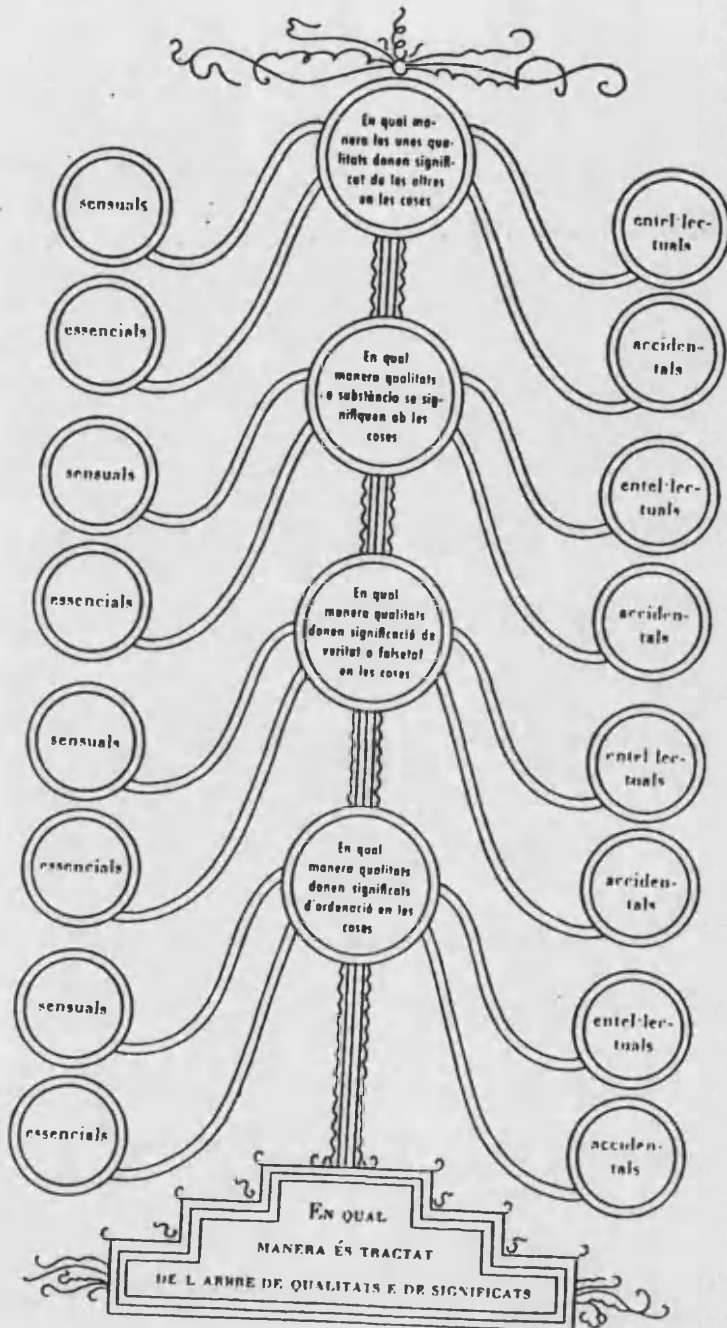 En qual ma-
nera les unes qua-
litats donen signifi-
cat de les altres
en les coses
sensuals
entel·lec-
tuals
essencials
acciden-
tals
En qual
manera qualitats
e substància se sig-
nifiquen ab les
coses
sensuals
entel·lec-
tuals
essencials
acciden-
tals
En qual
manera qualitats
donen significació de
veritat o falsetat
en les coses
sensuals
entel lec-
tuals
essencials
acciden-
tals
En qual
manera qualitats
donen significats
d'ordenació en les
coses
sensuals
entel·lec-
tuals
essencials
acciden-
tals
EN QUAL
MANERA ÉS TRACTAT
DE L ARBRE DE QUALITATS E DE SIGNIFICATS